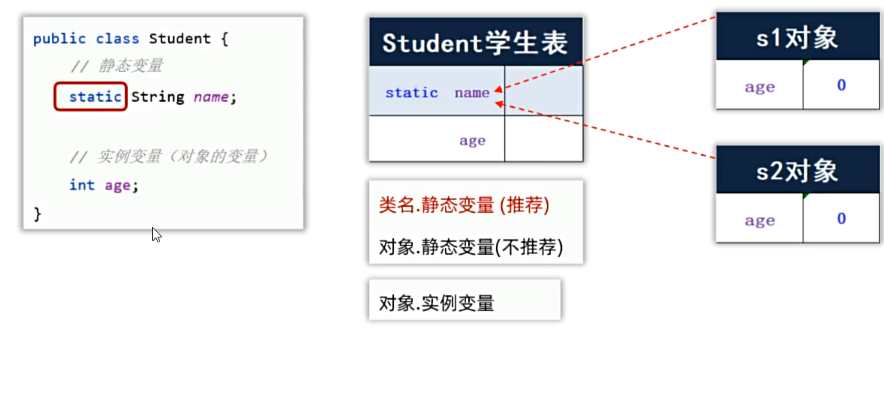 public class Student {
// 静态变量
static String name;
// 实例变量（对象的变量）
int age;
}
Student学生表
static name
age
类名.静态变量 (推荐)
对象.静态变量(不推荐)
对象.实例变量
s1对象
age 0
s2对象
age 0